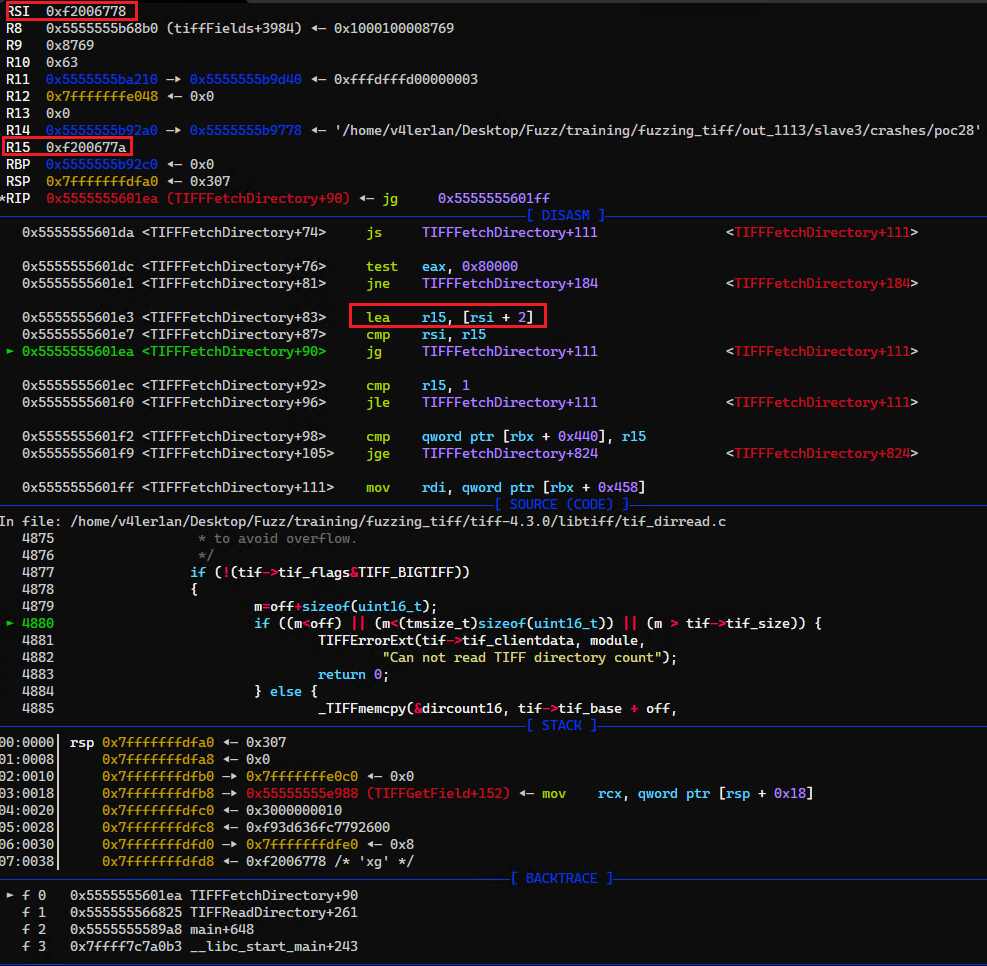 RSI  0xf2006778
R8   0x5555555b68b0 (tiffFields+3984) ◂— 0x1000100008769
R9   0x8769
R10  0x63
R11  0x5555555ba210 —▸ 0x5555555b9d40 ◂— 0xfffdfffd00000003
R12  0x7fffffffe048 ◂— 0x0
R13  0x0
R14  0x5555555b92a0 —▸ 0x5555555b9778 ◂— '/home/v4ler1an/Desktop/Fuzz/training/fuzzing_tiff/out_1113/slave3/crashes/poc28'
R15  0xf200677a
RBP  0x5555555b92c0 ◂— 0x0
RSP  0x7fffffffdfa0 ◂— 0x307
*RIP  0x5555555601ea (TIFFFetchDirectory+90) ◂— jg     0x5555555601ff
[ DISASM ]
0x5555555601da <TIFFFetchDirectory+74>     js     TIFFFetchDirectory+111                <TIFFFetchDirectory+111>
0x5555555601dc <TIFFFetchDirectory+76>     test   eax, 0x80000
0x5555555601e1 <TIFFFetchDirectory+81>     jne    TIFFFetchDirectory+184                <TIFFFetchDirectory+184>
0x5555555601e3 <TIFFFetchDirectory+83>     lea    r15, [rsi + 2]
0x5555555601e7 <TIFFFetchDirectory+87>     cmp    rsi, r15
► 0x5555555601ea <TIFFFetchDirectory+90>     jg     TIFFFetchDirectory+111                <TIFFFetchDirectory+111>
0x5555555601ec <TIFFFetchDirectory+92>     cmp    r15, 1
0x5555555601f0 <TIFFFetchDirectory+96>     jle    TIFFFetchDirectory+111                <TIFFFetchDirectory+111>
0x5555555601f2 <TIFFFetchDirectory+98>     cmp    qword ptr [rbx + 0x440], r15
0x5555555601f9 <TIFFFetchDirectory+105>    jge    TIFFFetchDirectory+824                <TIFFFetchDirectory+824>
0x5555555601ff <TIFFFetchDirectory+111>    mov    rdi, qword ptr [rbx + 0x458]
[ SOURCE (CODE) ]
In file: /home/v4ler1an/Desktop/Fuzz/training/fuzzing_tiff/tiff-4.3.0/libtiff/tif_dirread.c
4875                  * to avoid overflow.
4876                  */
4877                 if (!(tif->tif_flags&TIFF_BIGTIFF))
4878                 {
4879                         m=off+sizeof(uint16_t);
► 4880                         if ((m<off) || (m<(tmsize_t)sizeof(uint16_t)) || (m > tif->tif_size)) {
4881                                 TIFFErrorExt(tif->tif_clientdata, module,
4882                                         "Can not read TIFF directory count");
4883                                 return 0;
4884                         } else {
4885                                 _TIFFmemcpy(&dircount16, tif->tif_base + off,
[ STACK ]
00:0000│ rsp 0x7fffffffdfa0 ◂— 0x307
01:0008│     0x7fffffffdfa8 ◂— 0x0
02:0010│     0x7fffffffdfb0 —▸ 0x7fffffffe0c0 ◂— 0x0
03:0018│     0x7fffffffdfb8 —▸ 0x55555555e988 (TIFFGetField+152) ◂— mov    rcx, qword ptr [rsp + 0x18]
04:0020│     0x7fffffffdfc0 ◂— 0x3000000010
05:0028│     0x7fffffffdfc8 ◂— 0xf93d636fc7792600
06:0030│     0x7fffffffdfd0 —▸ 0x7fffffffdfe0 ◂— 0x8
07:0038│     0x7fffffffdfd8 ◂— 0xf2006778 /* 'xg' */
[ BACKTRACE ]
► f 0   0x5555555601ea TIFFFetchDirectory+90
f 1   0x555555566825 TIFFReadDirectory+261
f 2   0x5555555589a8 main+648
f 3   0x7ffff7c7a0b3 __libc_start_main+243